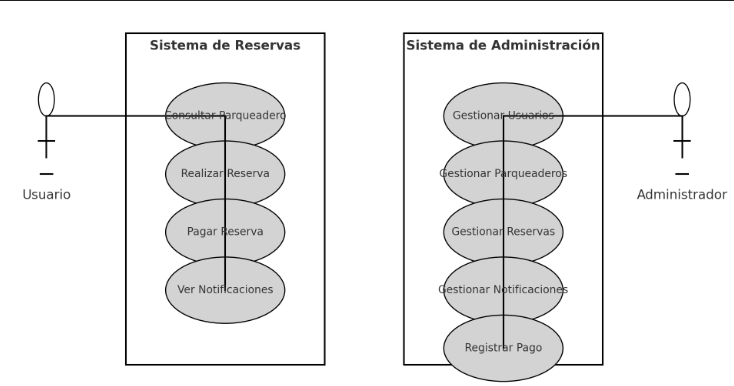 Sistema de Reservas
Consultar Parqueadero
Realizar Reserva
Pagar Reserva
Ver Notificaciones
Usuario
Sistema de Administración
Gestionar Usuarios
Gestionar Parqueaderos
Gestionar Reservas
Gestionar Notificaciones
Registrar Pago
Administrador